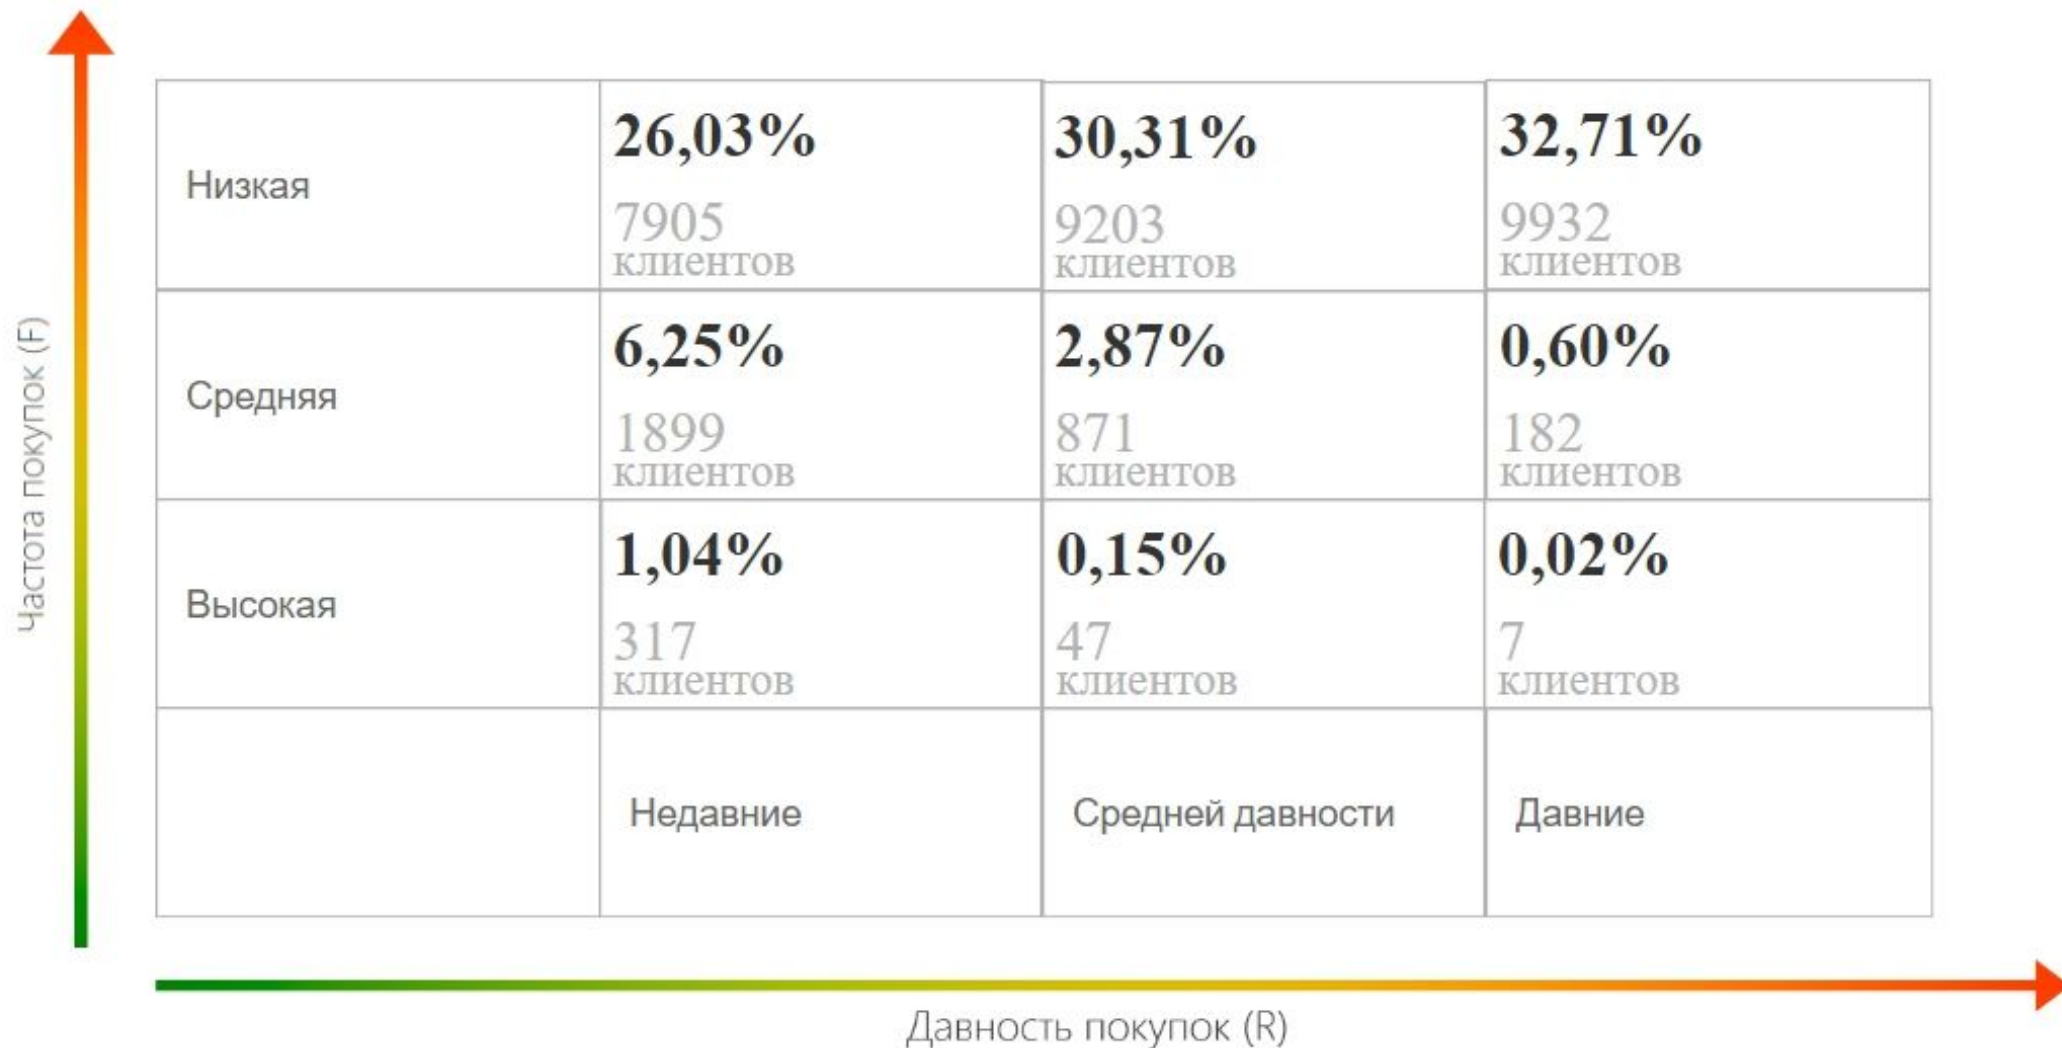 Частота покупок (F)
Низкая
26,03%
7905
клиентов
30,31%
9203
клиентов
32,71%
9932
клиентов
Средняя
6,25%
1899
клиентов
2,87%
871
клиентов
0,60%
182
клиентов
Высокая
1,04%
317
клиентов
0,15%
47
клиентов
0,02%
7
клиентов
Недавние
Средней давности
Давние
Давность покупок (R)